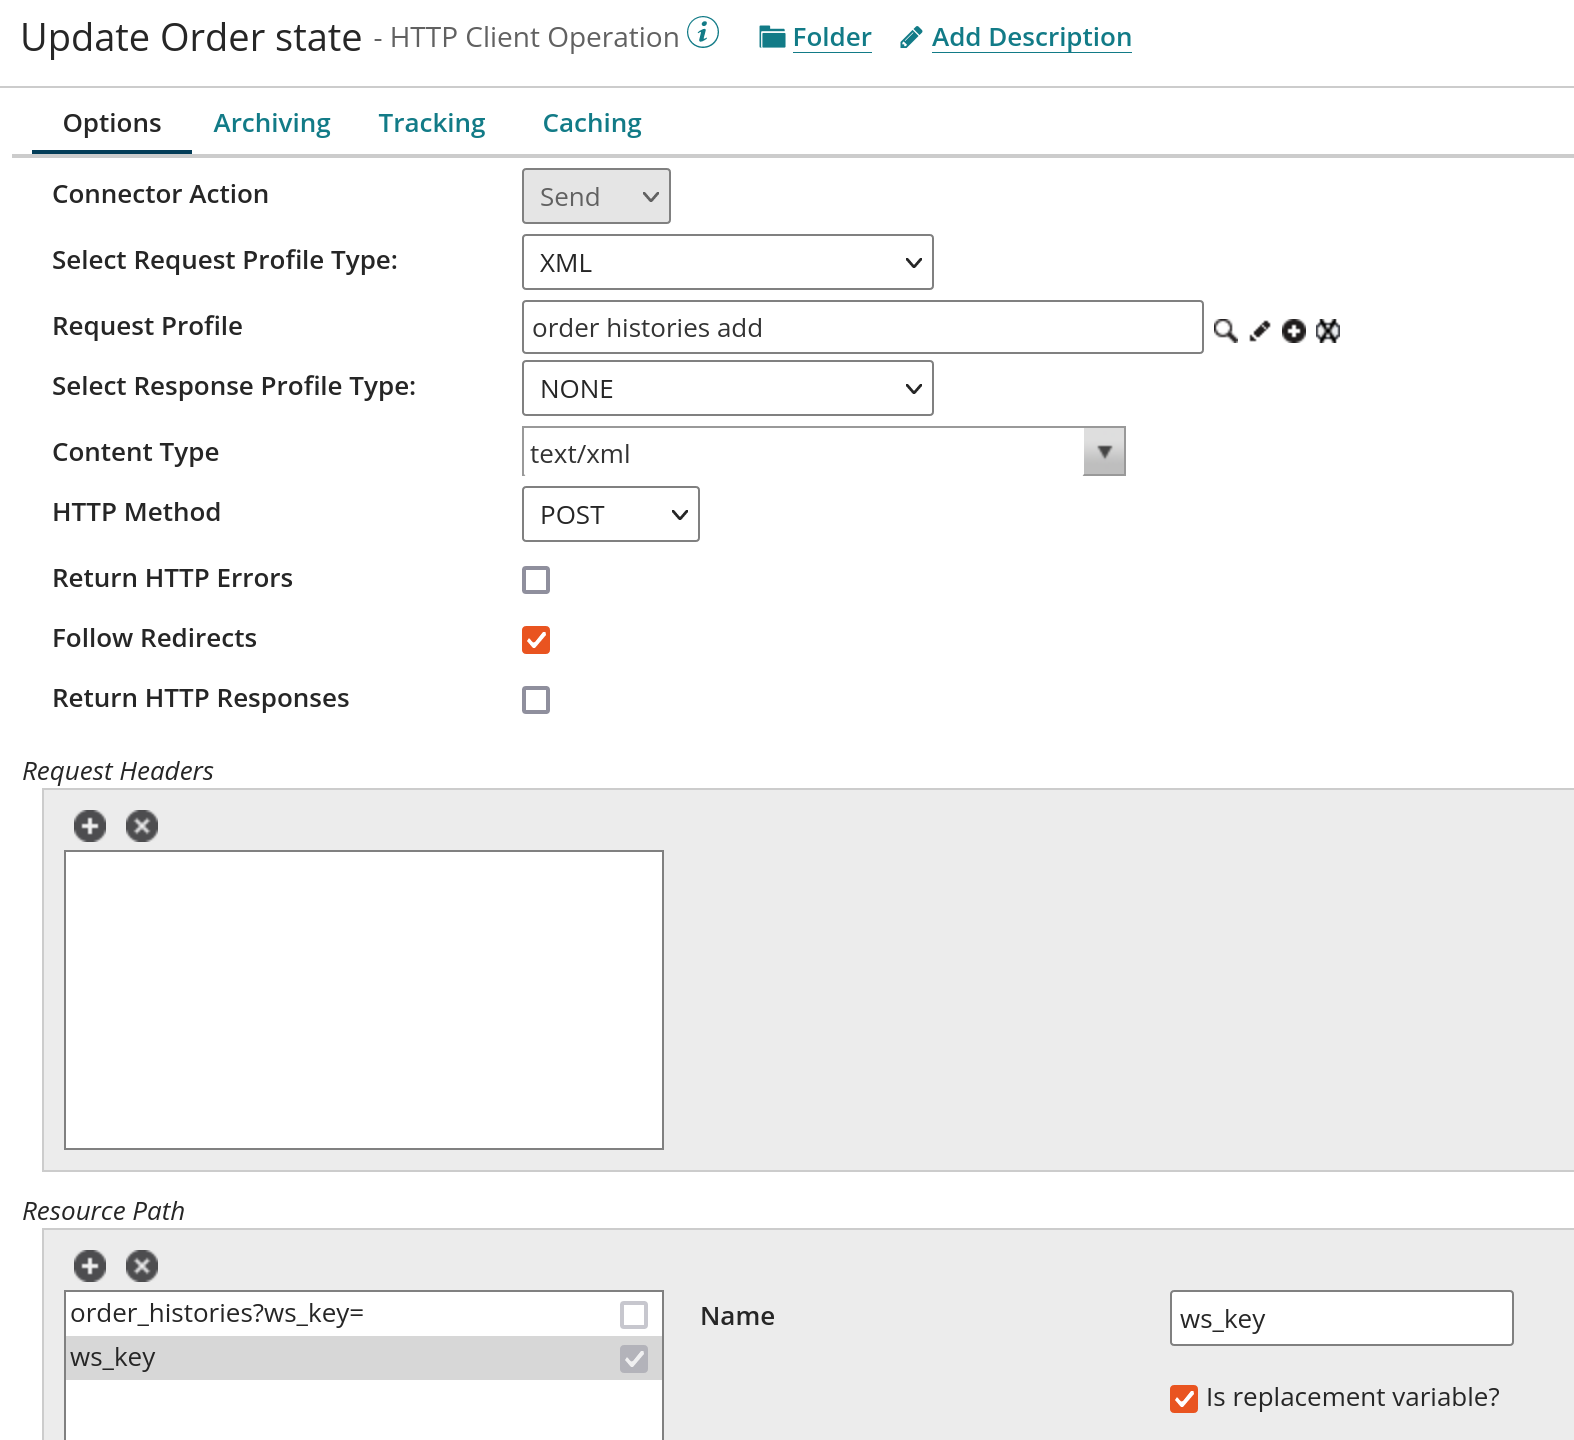 Update Order state - HTTP Client Operation i Folder Add Description
Options Archiving Tracking Caching
Connector Action Send
Select Request Profile Type: XML
Request Profile order histories add
Select Response Profile Type: NONE
Content Type text/xml
HTTP Method POST
Return HTTP Errors
Follow Redirects
Return HTTP Responses
Request Headers
Resource Path
order_histories?ws_key= Name ws_key
ws_key
Is replacement variable?